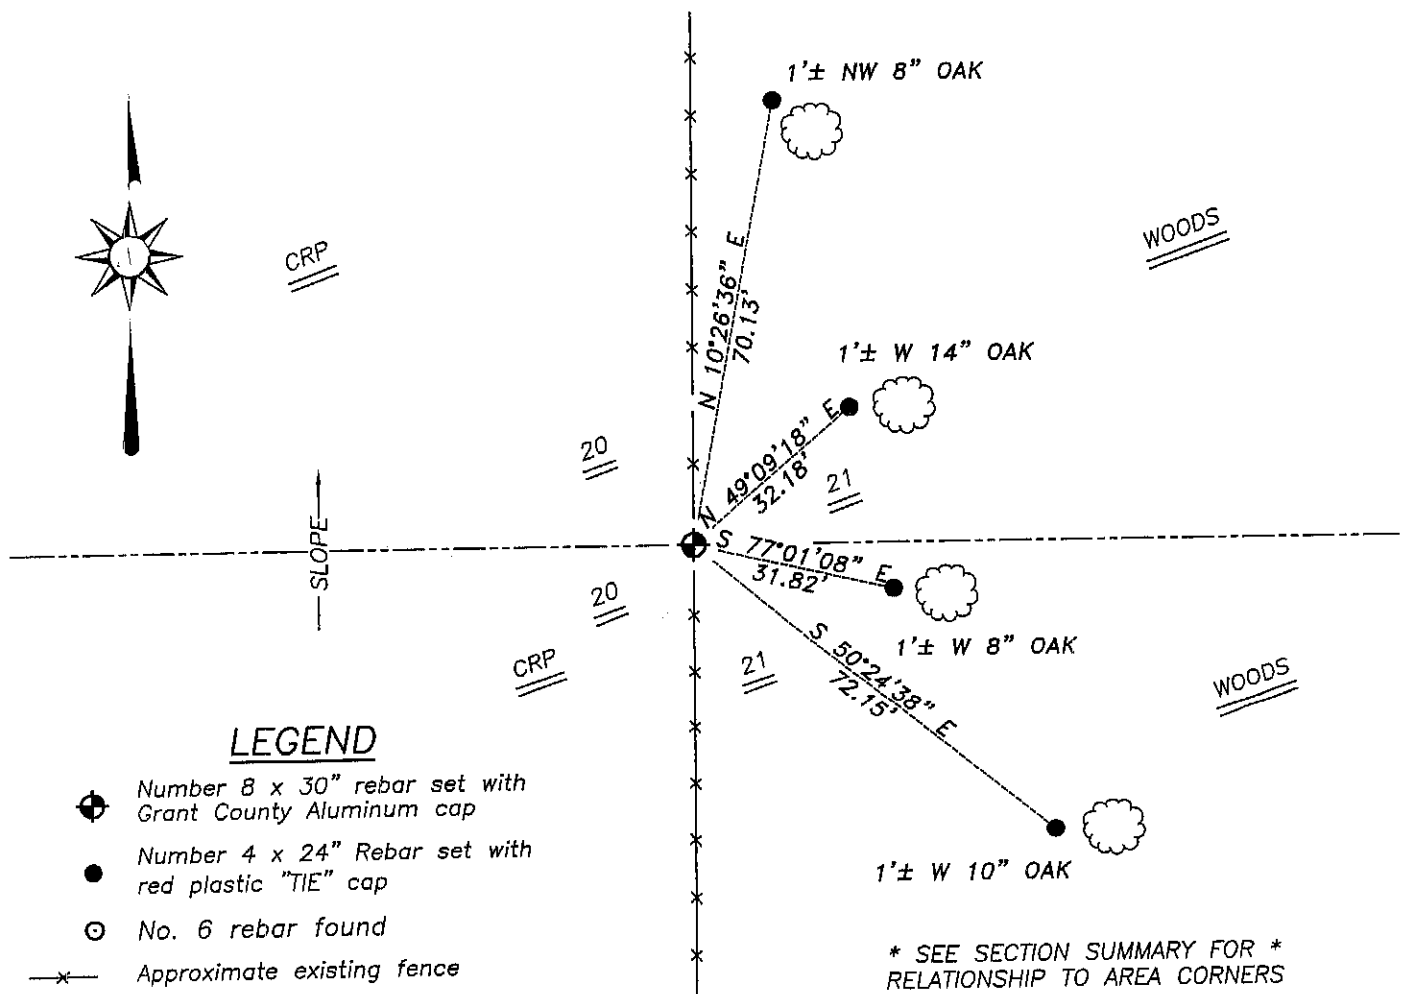 1'± NW 8" OAK
WOODS
CRP
N 10°26'36" E
70.13'
1'± W 14" OAK
N 49°09'18" E
32.18'
20
21
SLOPE
S 77°01'08" E
31.82'
20
1'± W 8" OAK
S 50°24'38" E
72.15'
CRP
21
WOODS
1'± W 10" OAK
LEGEND
Number 8 x 30" rebar set with
Grant County Aluminum cap
Number 4 x 24" Rebar set with
red plastic "TIE" cap
No. 6 rebar found
Approximate existing fence
* SEE SECTION SUMMARY FOR *
RELATIONSHIP TO AREA CORNERS